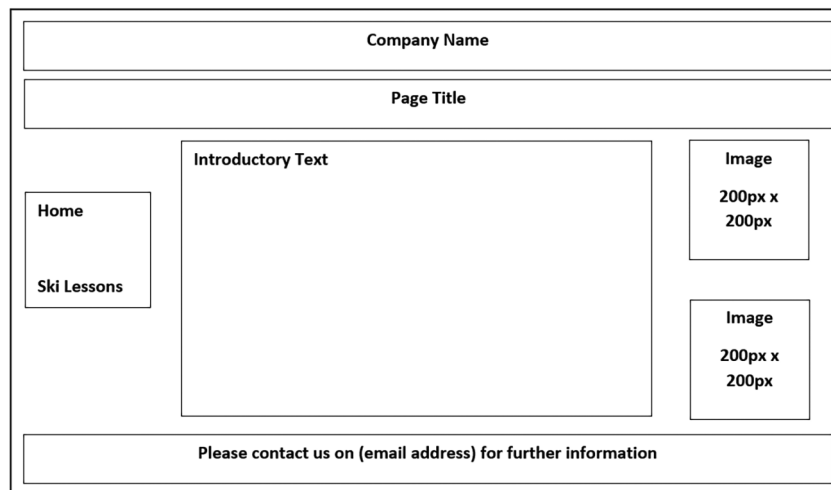 Company Name
Page Title
Introductory Text
Home
Ski Lessons
Image
200px x
200px
Image
200px x
200px
Please contact us on (email address) for further information